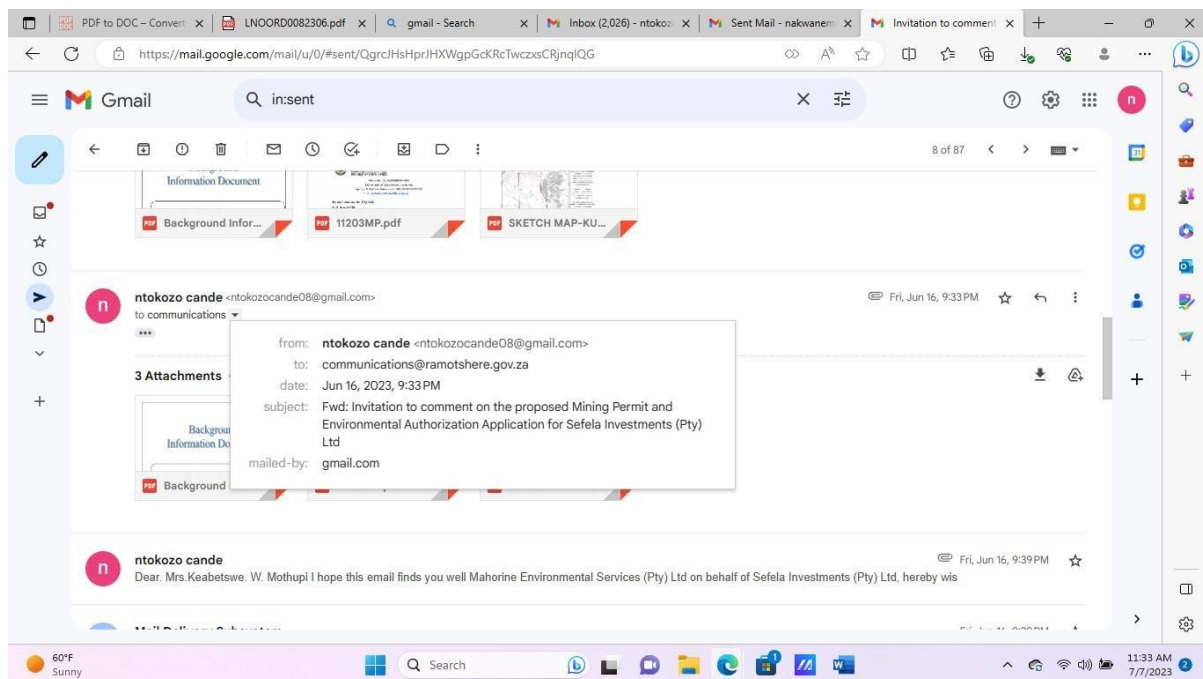 PDF to DOC – Convert
LNOORD0082306.pdf
gmail - Search
Inbox (2,026) - ntokoz
Sent Mail - nakwanem
Invitation to comment
https://mail.google.com/mail/u/0/#sent/QgrcJHsHprJHXWgpGcKRcTwczxsCRjnqlQG
Gmail
in:sent
n
8 of 87
31
Information Document
PDF Background Infor...
PDF 11203MP.pdf
PDF SKETCH MAP-KU...
n
ntokozo cande <ntokozocande08@gmail.com>
Fri, Jun 16, 9:33 PM
to communications
from: ntokozo cande <ntokozocande08@gmail.com>
to: communications@ramotshere.gov.za
date: Jun 16, 2023, 9:33 PM
subject: Fwd: Invitation to comment on the proposed Mining Permit and
Environmental Authorization Application for Sefela Investments (Pty)
Ltd
mailed-by: gmail.com
3 Attachments
Backgrou
Information Do
PDF Background
n
ntokozo cande
Fri, Jun 16, 9:39 PM
Dear. Mrs.Keabetswe. W. Mothupi I hope this email finds you well Mahorine Environmental Services (Pty) Ltd on behalf of Sefela Investments (Pty) Ltd, hereby wis
60°F
Sunny
Search
1
11:33 AM
7/7/2023
2